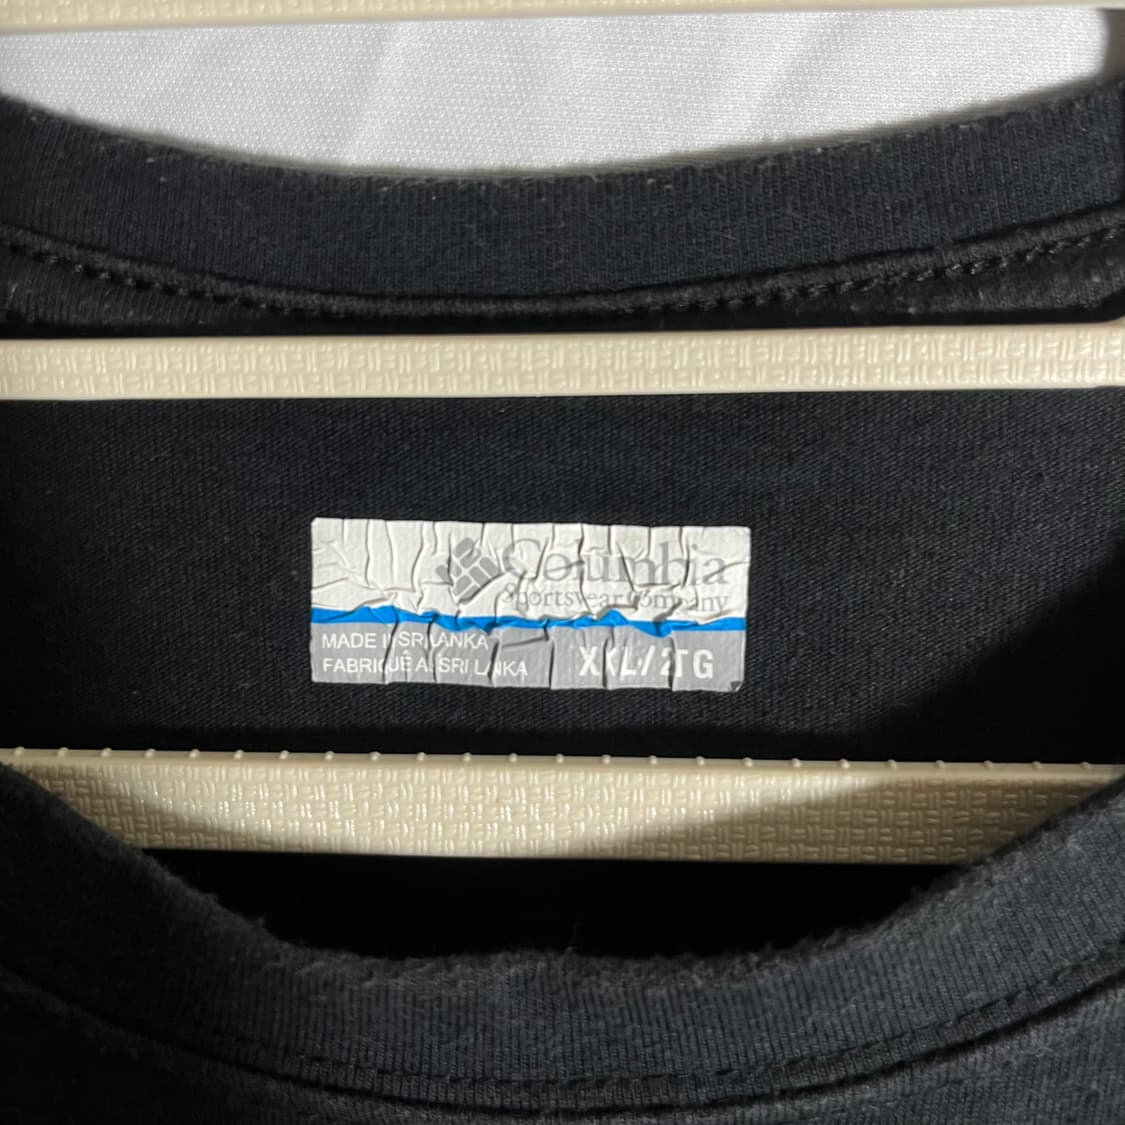 Columbia
Sportswear Company
MADE IN SRI LANKA
FABRIQUÉ AU SRI LANKA
XXL / 2TG